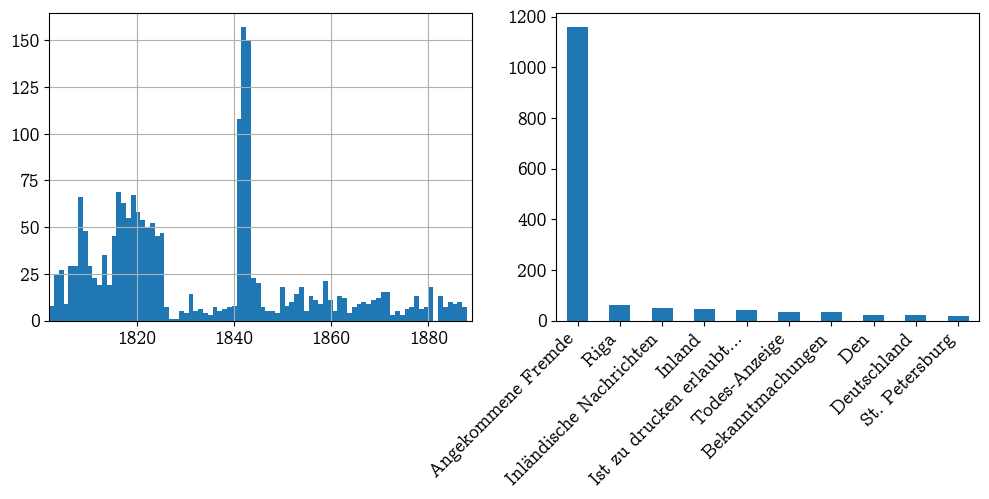 150
125
100
75
50
25
0
1820
1840
1860
1880
1200
1000
800
600
400
200
0
Angekommene Fremde
Riga
Inländische Nachrichten
Inland
Ist zu drucken erlaubt...
Todes-Anzeige
Bekanntmachungen
Den
Deutschland
St. Petersburg